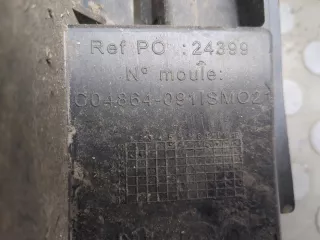 Ref PO : 24399
N° moule:
C04864-0911SMO2